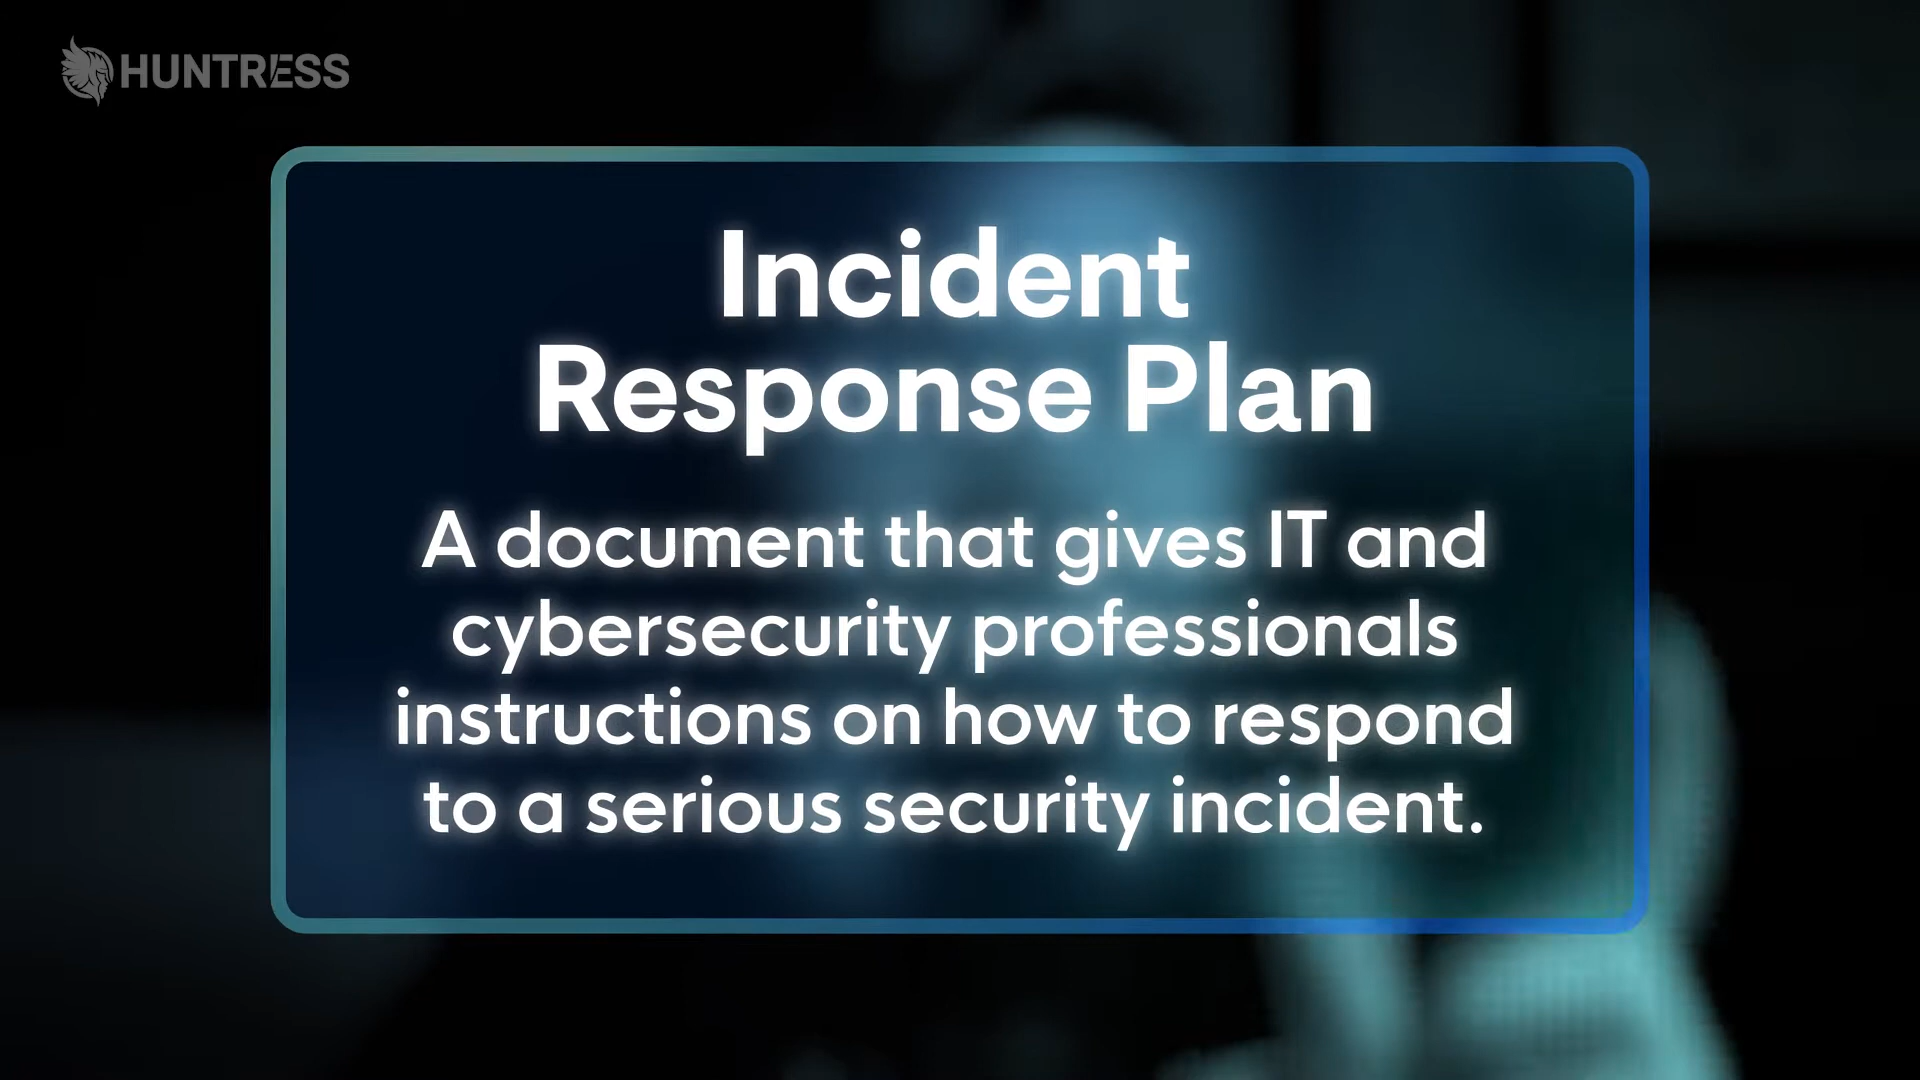 HUNTRESS
Incident
Response Plan
A document that gives IT and
cybersecurity professionals
instructions on how to respond
to a serious security incident.